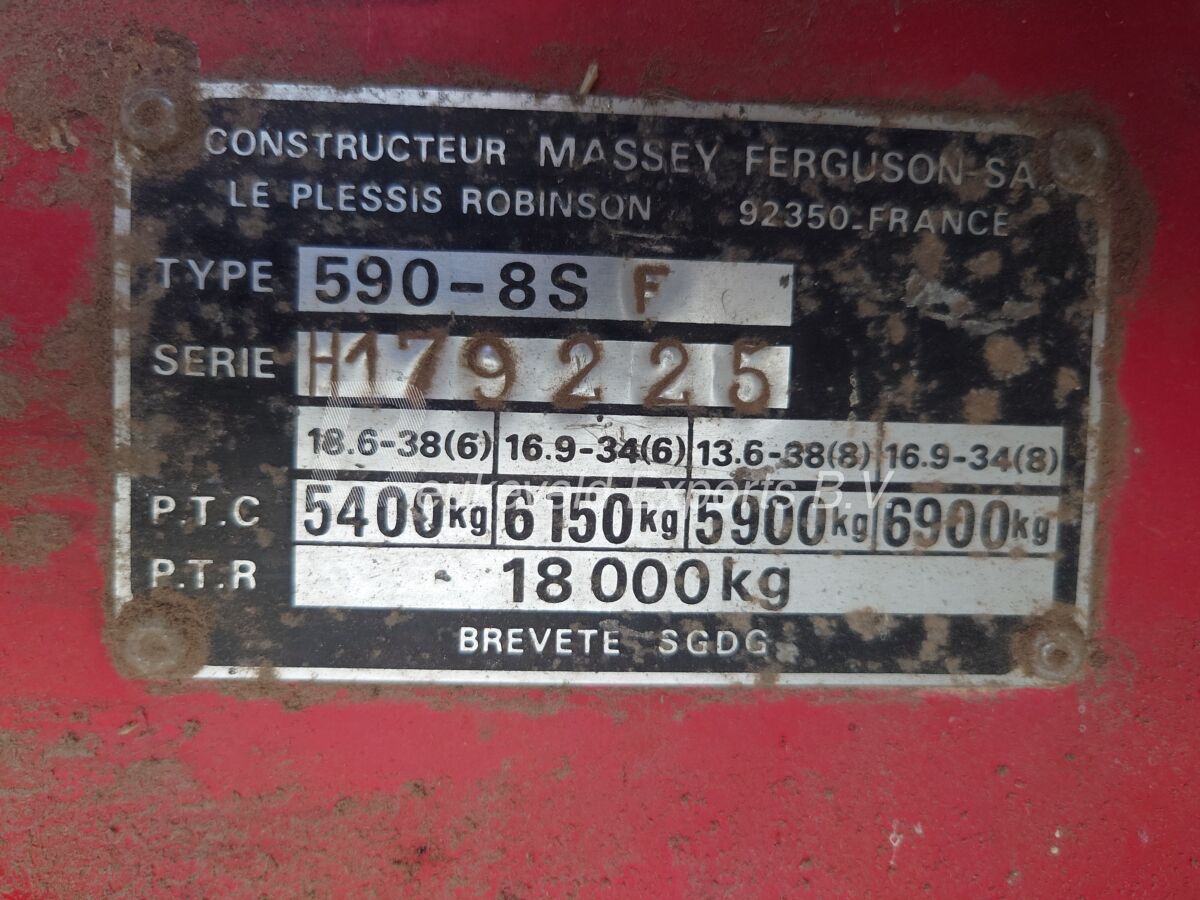 CONSTRUCTEUR MASSEY FERGUSON-SA
LE PLESSIS ROBINSON 92350-FRANCE
TYPE 590-8S F
SERIE H179225
18.6-38(6) 16.9-34(6) 13.6-38(8) 16.9-34(8)
P.T.C 5400kg 6150kg 5900kg 6900kg
P.T.R 18000kg
BREVETE SGDG
Exports B.V.